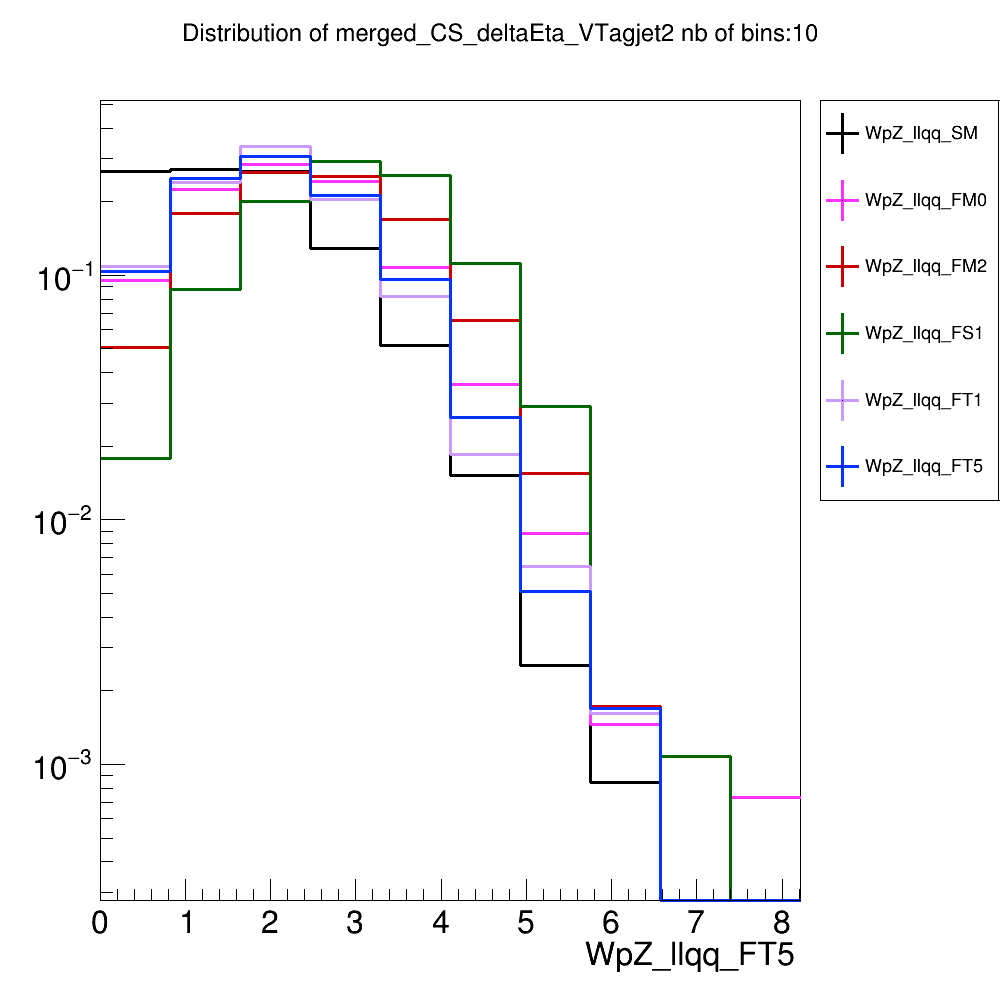 Distribution of merged_CS_deltaEta_VTagjet2 nb of bins:10
WpZ_llqq_SM
WpZ_llqq_FM0
WpZ_llqq_FM2
WpZ_llqq_FS1
WpZ_llqq_FT1
WpZ_llqq_FT5
10⁻¹
10⁻²
10⁻³
0 1 2 3 4 5 6 7 8
WpZ_llqq_FT5